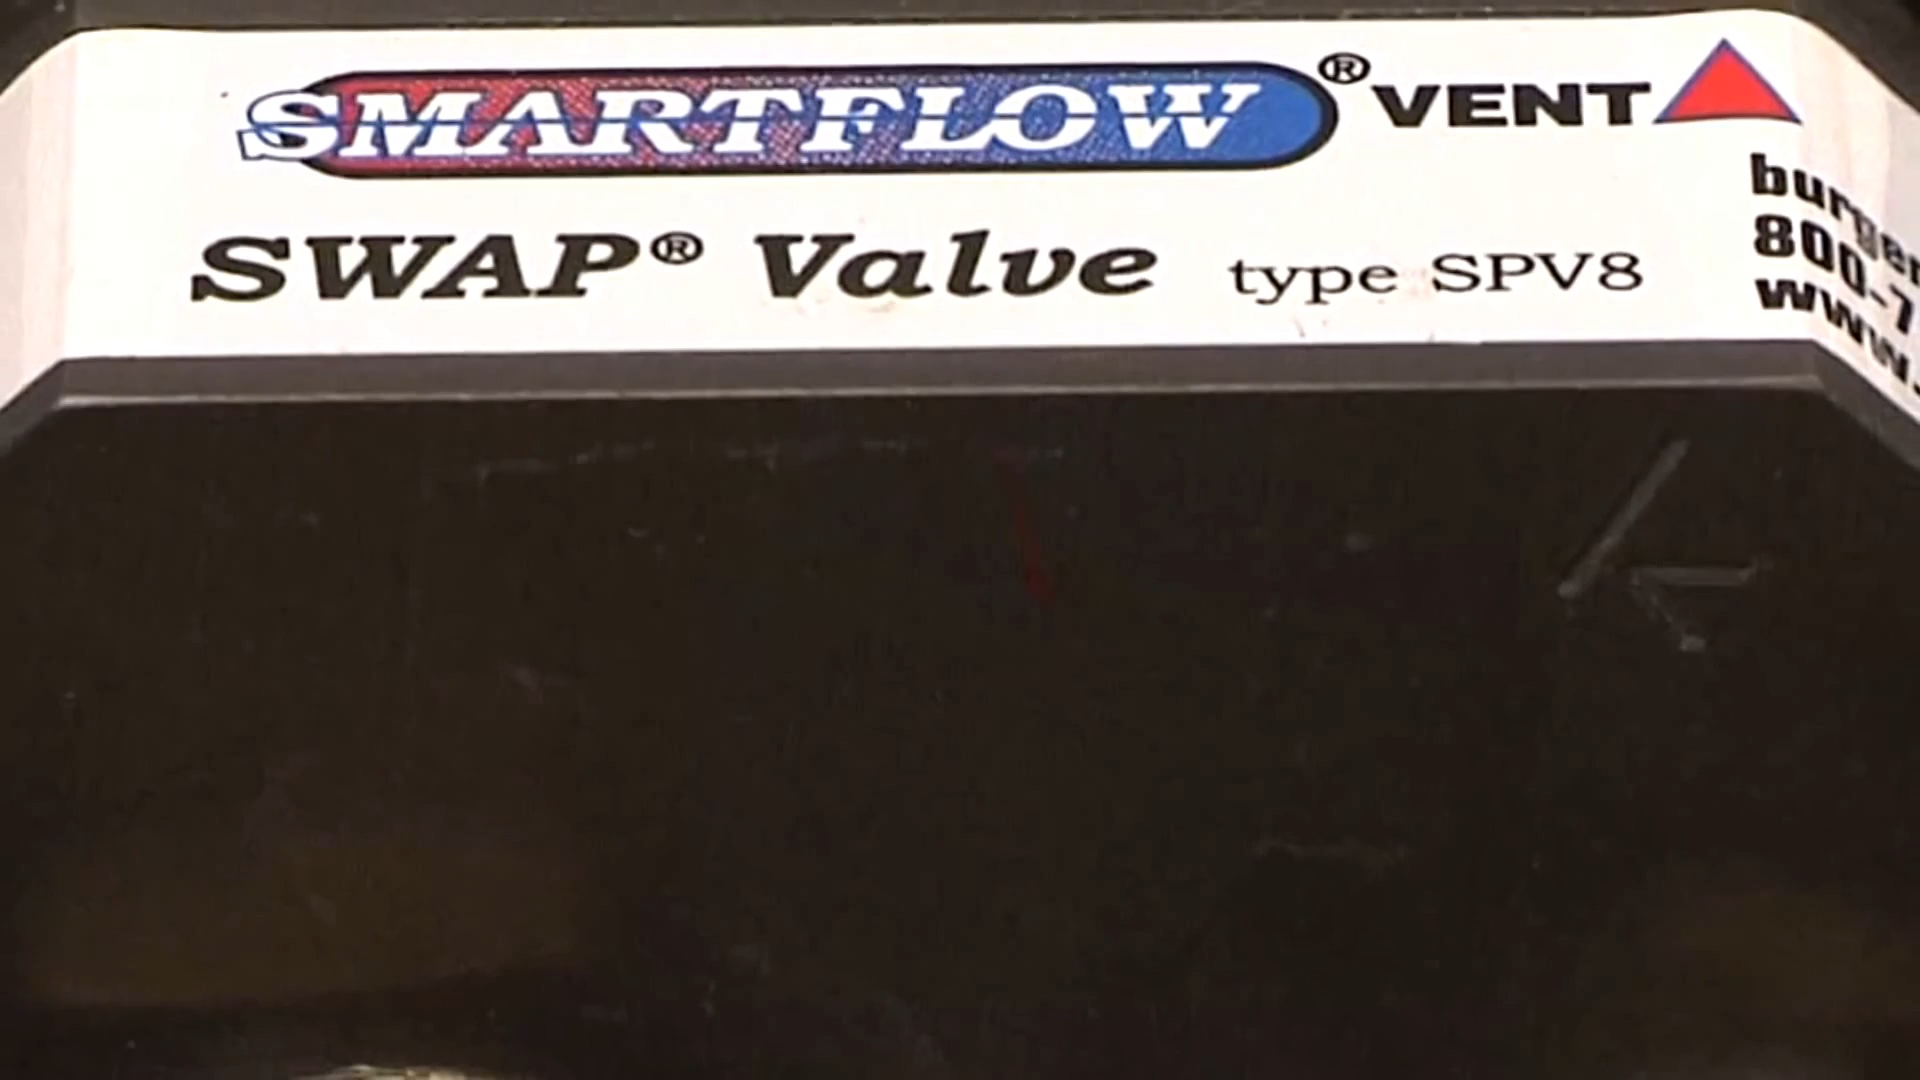 SMARTFLOW® VENT
SWAP® Valve type SPV8
burger
800-7
www.